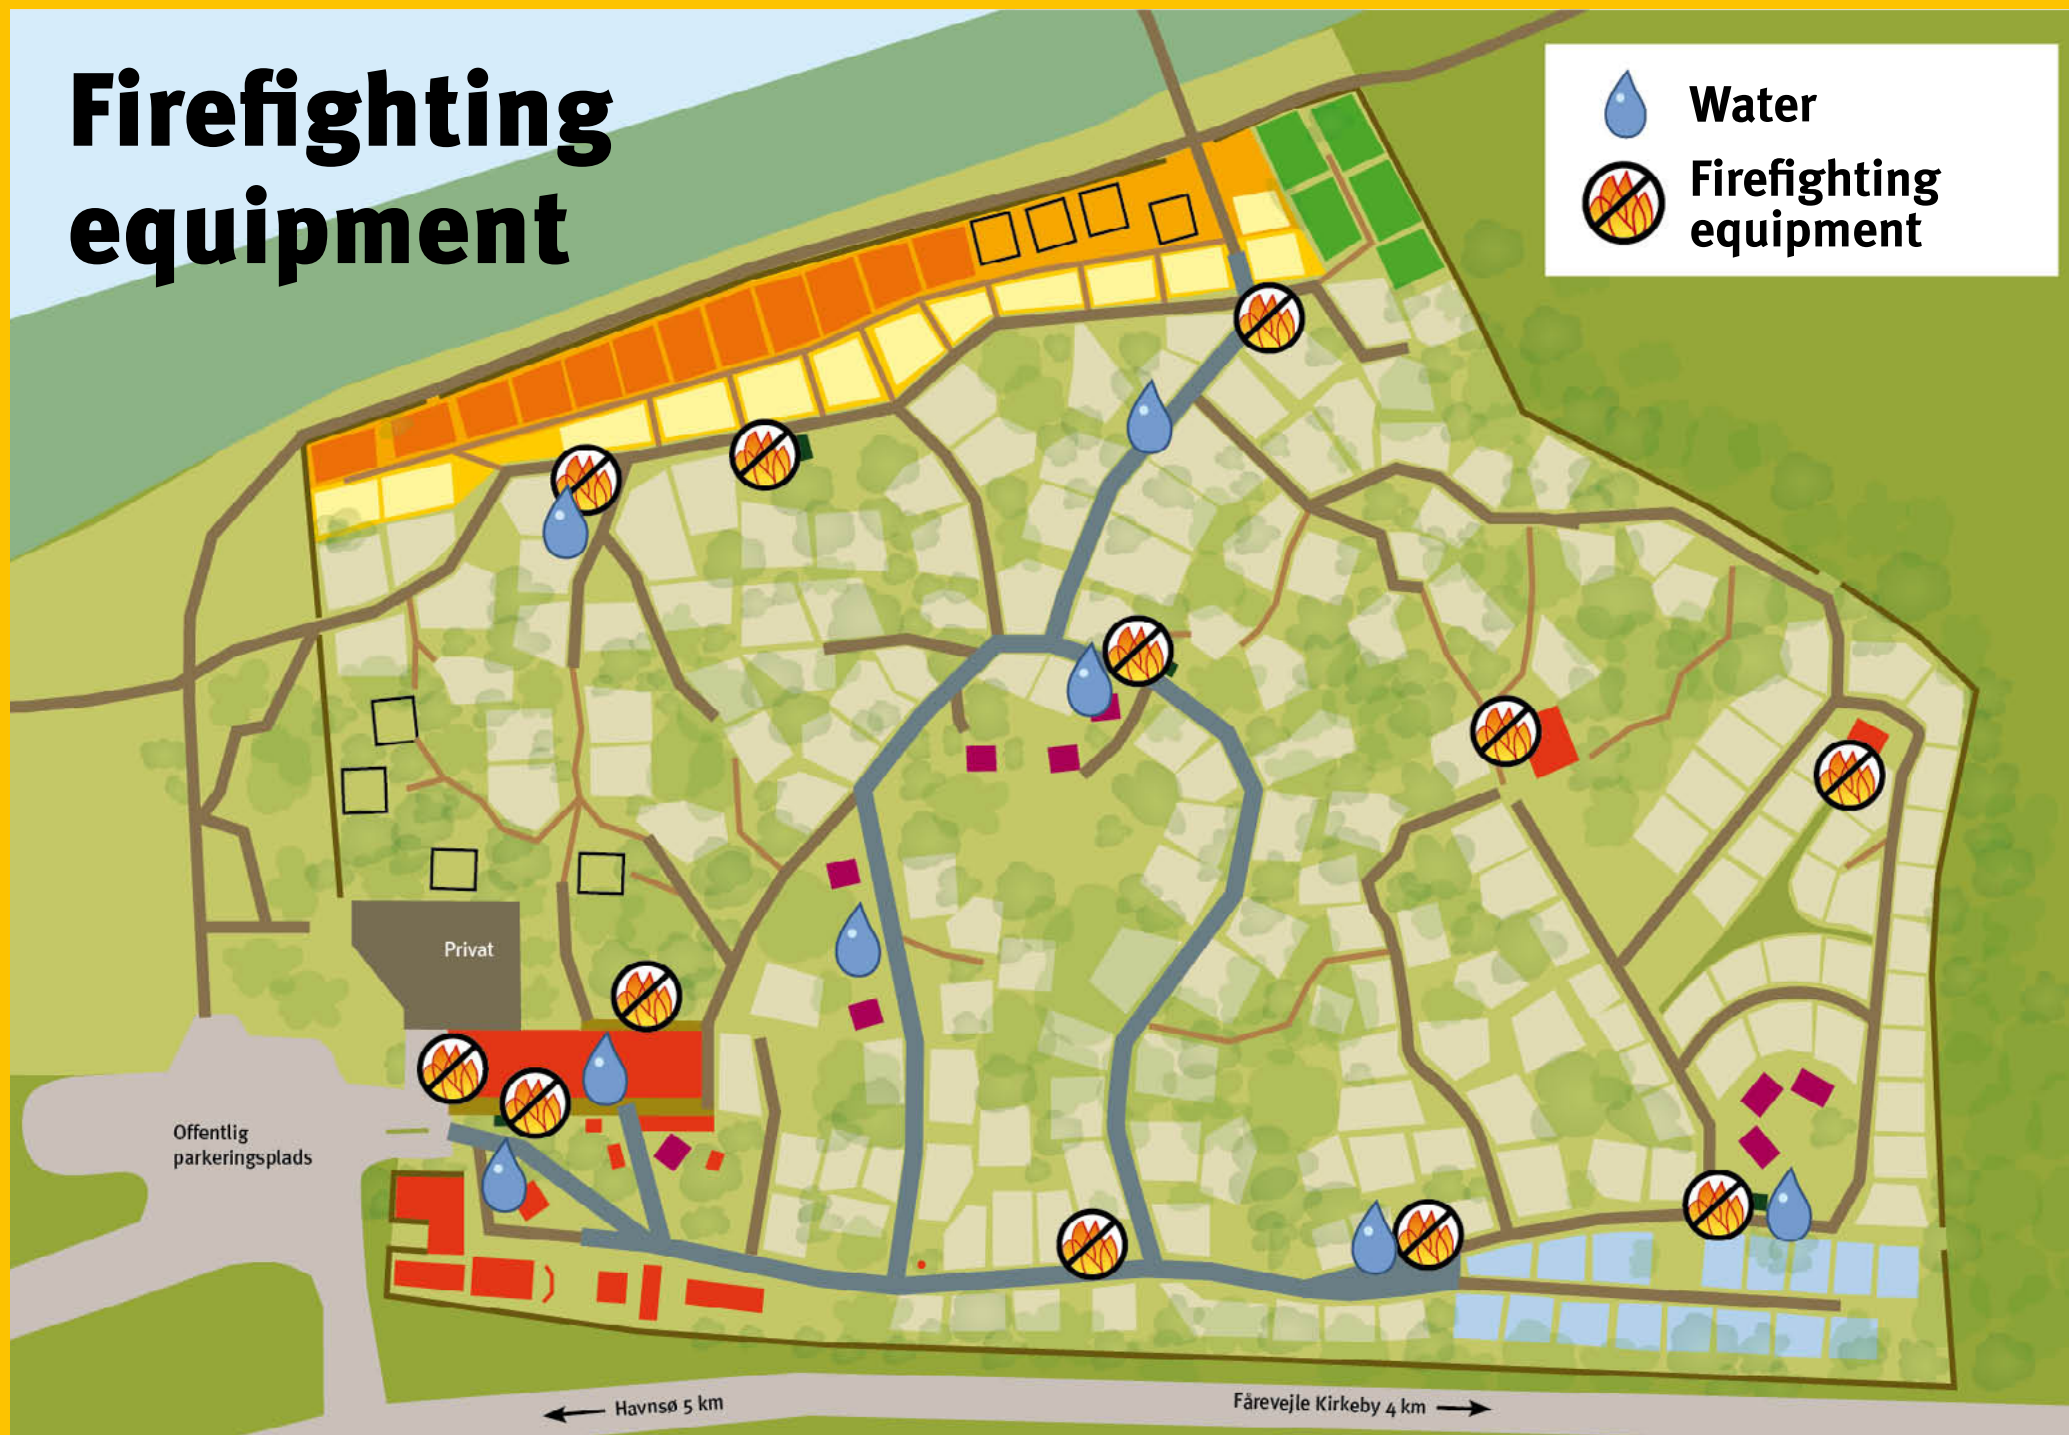 Firefighting
equipment
Water
Firefighting
equipment
Privat
Offentlig
parkeringsplads
Havnsø 5 km
Fårevejle Kirkeby 4 km